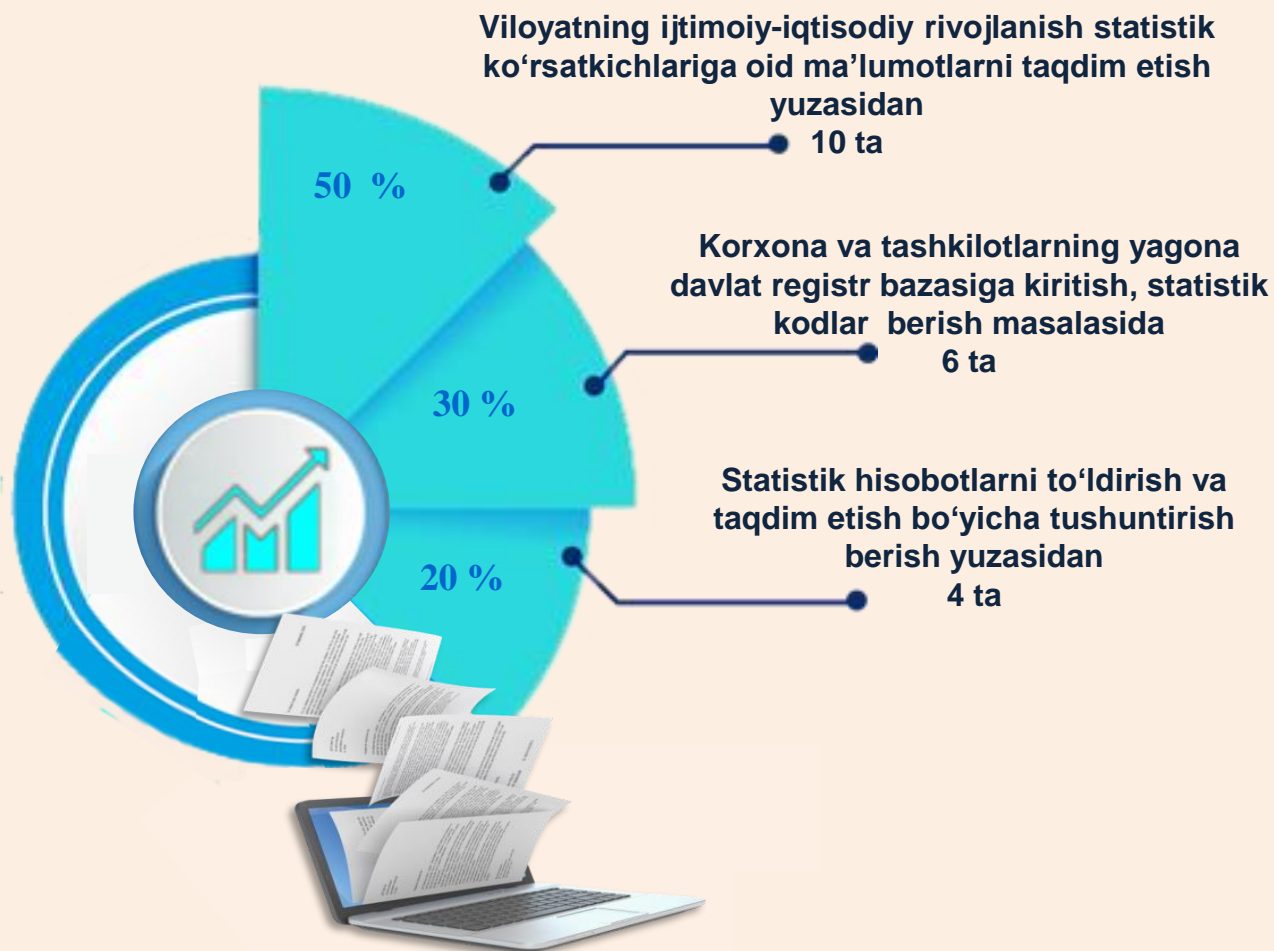 Viloyatning ijtimoiy-iqtisodiy rivojlanish statistik
ko‘rsatkichlariga oid ma’lumotlarni taqdim etish
yuzasidan
10 ta
50 %
Korxona va tashkilotlarning yagona
davlat registr bazasiga kiritish, statistik
kodlar berish masalasida
6 ta
30 %
Statistik hisobotlarni to‘ldirish va
taqdim etish bo‘yicha tushuntirish
berish yuzasidan
4 ta
20 %